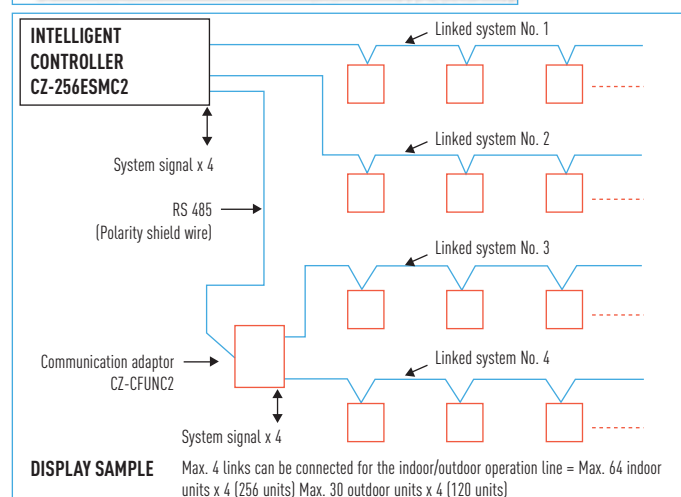 INTELLIGENT
CONTROLLER
CZ-256ESMC2
Linked system No. 1
System signal x 4
Linked system No. 2
RS 485
(Polarity shield wire)
Linked system No. 3
Communication adaptor
CZ-CFUNC2
Linked system No. 4
System signal x 4
DISPLAY SAMPLE
Max. 4 links can be connected for the indoor/outdoor operation line = Max. 64 indoor
units x 4 (256 units) Max. 30 outdoor units x 4 (120 units)